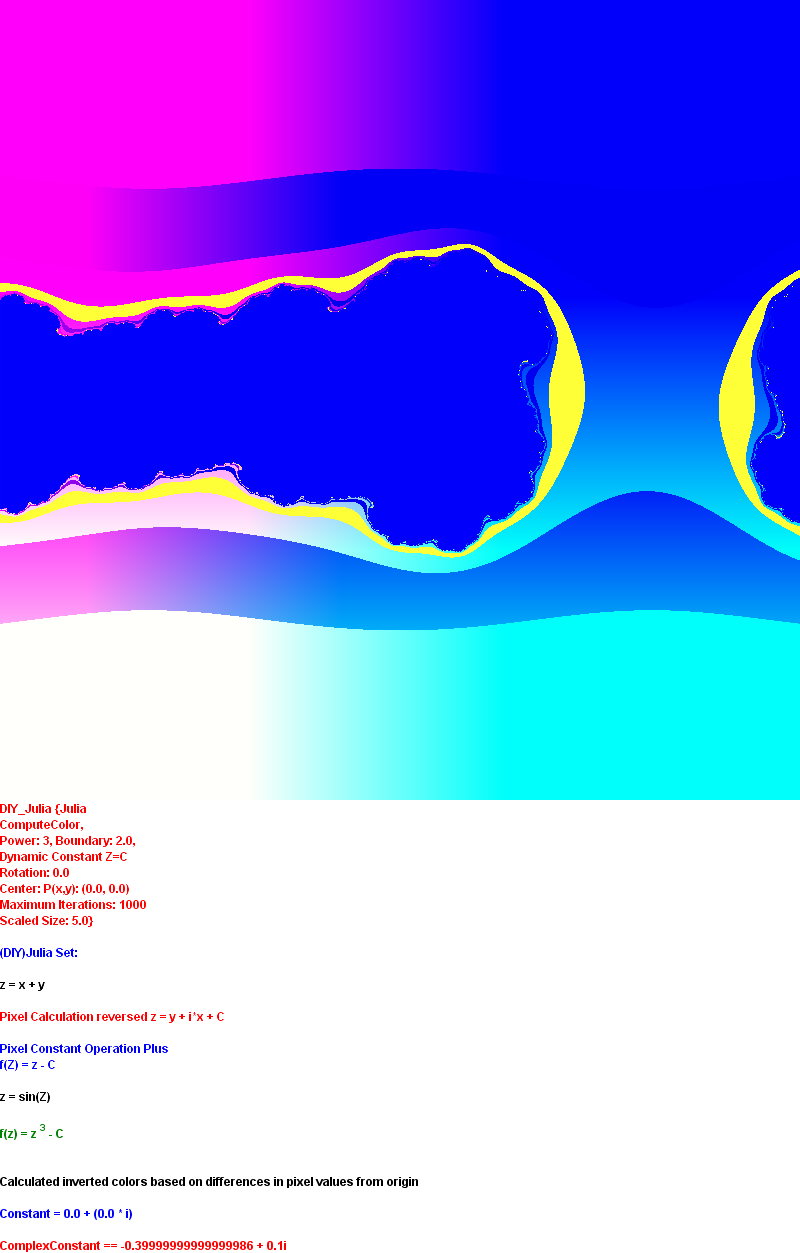 DIY_Julia {Julia
ComputeColor,
Power: 3, Boundary: 2.0,
Dynamic Constant Z=C
Rotation: 0.0
Center: P(x,y): (0.0, 0.0)
Maximum Iterations: 1000
Scaled Size: 5.0}
(DIY)Julia Set:
z = x + y
Pixel Calculation reversed z = y + i*x + C
Pixel Constant Operation Plus
f(Z) = z - C
z = sin(Z)
f(z) = z ³ - C
Calculated inverted colors based on differences in pixel values from origin
Constant = 0.0 + (0.0 * i)
ComplexConstant == -0.39999999999999986 + 0.1i